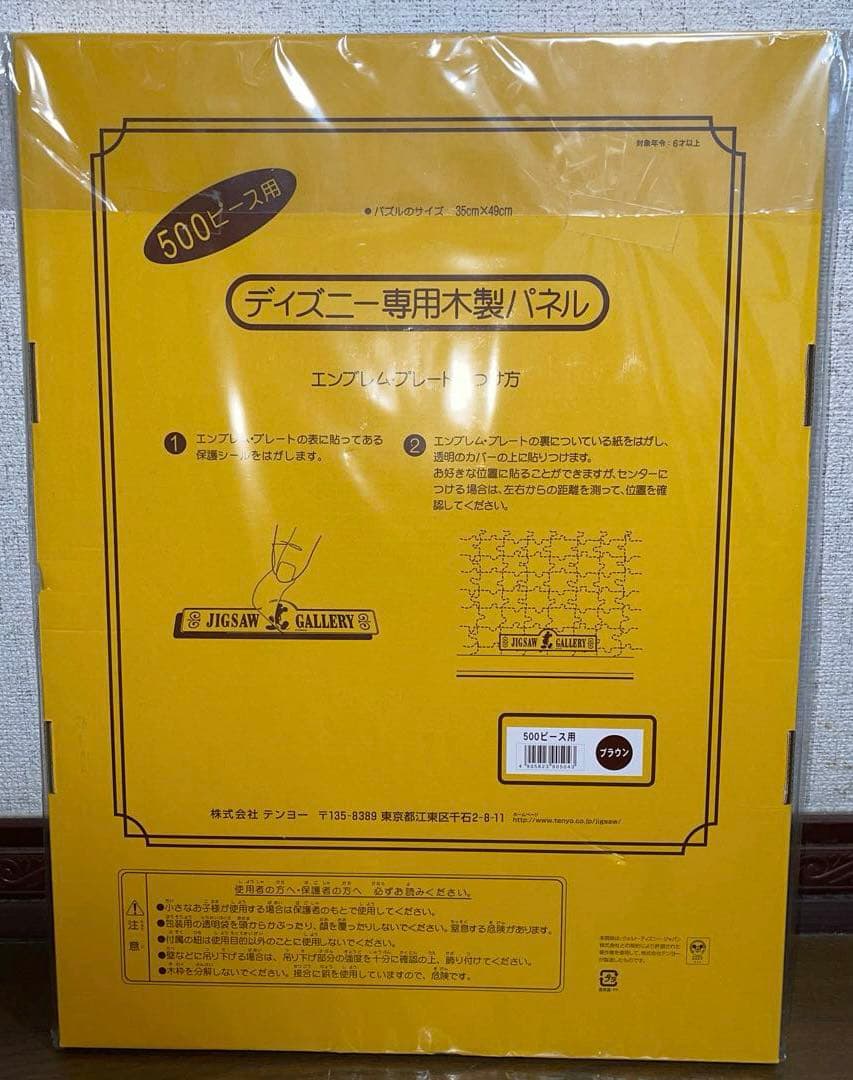 対象年令：6才以上
500ピース用
●パズルのサイズ 35cm×49cm
ディズニー専用木製パネル
エンブレム・プレート つけ方
1 エンブレム・プレートの表に貼ってある
保護シールをはがします。
2 エンブレム・プレートの裏についている紙をはがし、
透明のカバーの上に貼りつけます。
お好きな位置に貼ることができますが、センターに
つける場合は、左右からの距離を測って、位置を確
認してください。
JIGSAW GALLERY
JIGSAW GALLERY
500ピース用
ブラウン
株式会社 テンヨー 〒135-8389 東京都江東区千石2-8-11
ホームページ
http://www.tenyo.co.jp/jigsaw/
使用者の方へ・保護者の方へ 必ずお読みください。
注意
●小さなお子様が使用する場合は保護者のもとで使用してください。
●包装用の透明袋を頭からかぶったり、顔を覆ったりしないでください。窒息する危険があります。
●付属の紐は使用目的以外のことに使用しないでください。
●壁などに吊り下げる場合は、吊り下げ部分の強度を十分に確認の上、飾り付けてください。
●木枠を分解しないでください。接合に鋲を使用していますので、危険です。
プラ